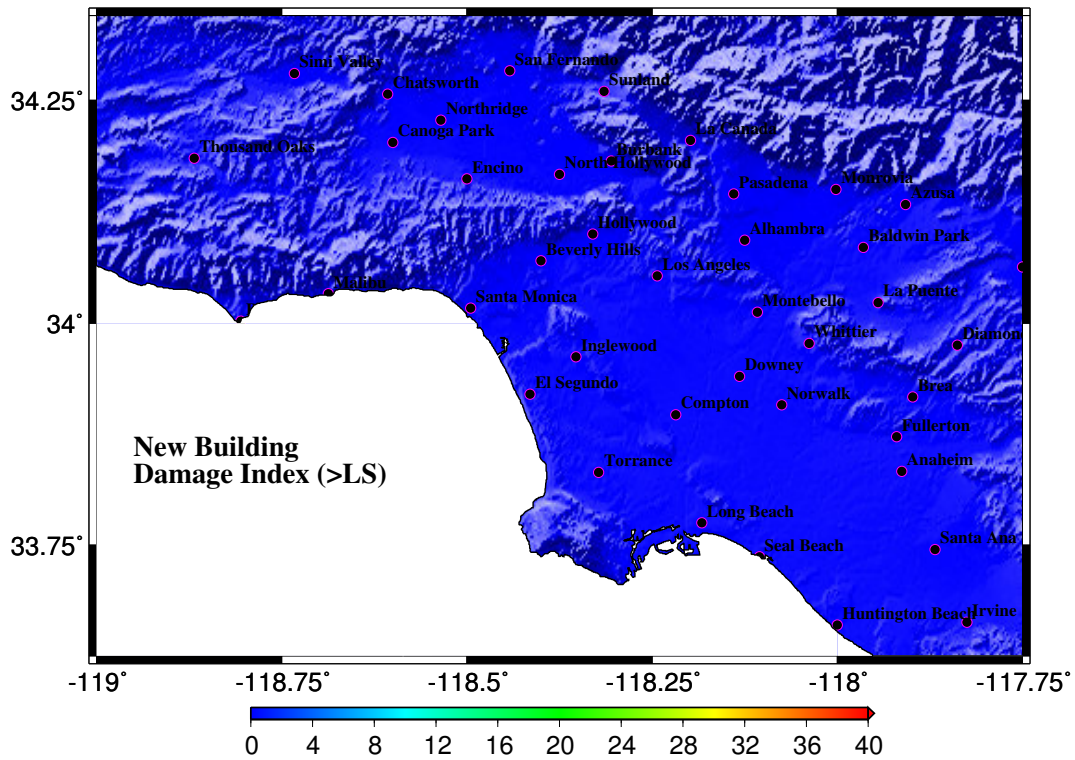 Simi Valley
San Fernando
Chatsworth
Sunland
34.25°
Northridge
Canoga Park
La Canada
Thousand Oaks
Burbank
North Hollywood
Encino
Pasadena
Monrovia
Azusa
Hollywood
Alhambra
Baldwin Park
Beverly Hills
Los Angeles
Malibu
Santa Monica
Montebello
La Puente
34°
Whittier
Diamon
Inglewood
Downey
El Segundo
Compton
Norwalk
Brea
Fullerton
New Building
Damage Index (>LS)
Torrance
Anaheim
Long Beach
33.75°
Seal Beach
Santa Ana
Huntington Beach
Irvine
-119° -118.75° -118.5° -118.25° -118° -117.75°
0 4 8 12 16 20 24 28 32 36 40